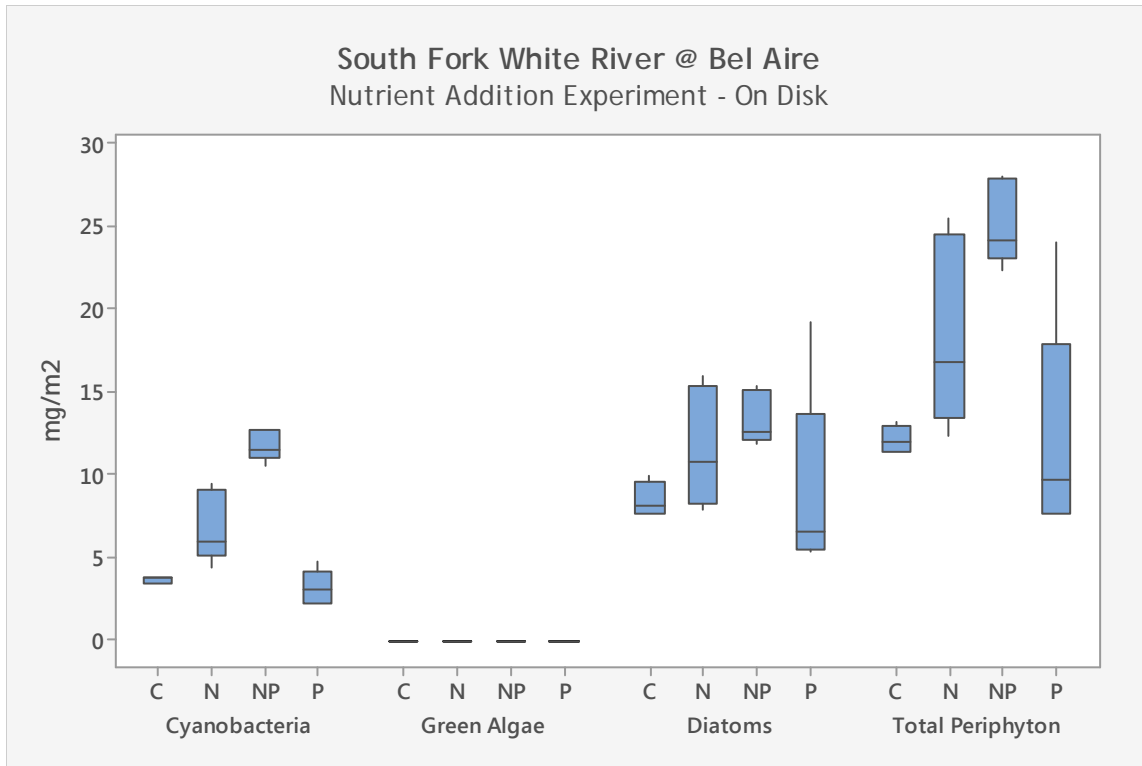 South Fork White River @ Bel Aire
Nutrient Addition Experiment - On Disk
30
25
20
15
10
5
0
mg/m2
C N NP P C N NP P C N NP P C N NP P
Cyanobacteria Green Algae Diatoms Total Periphyton